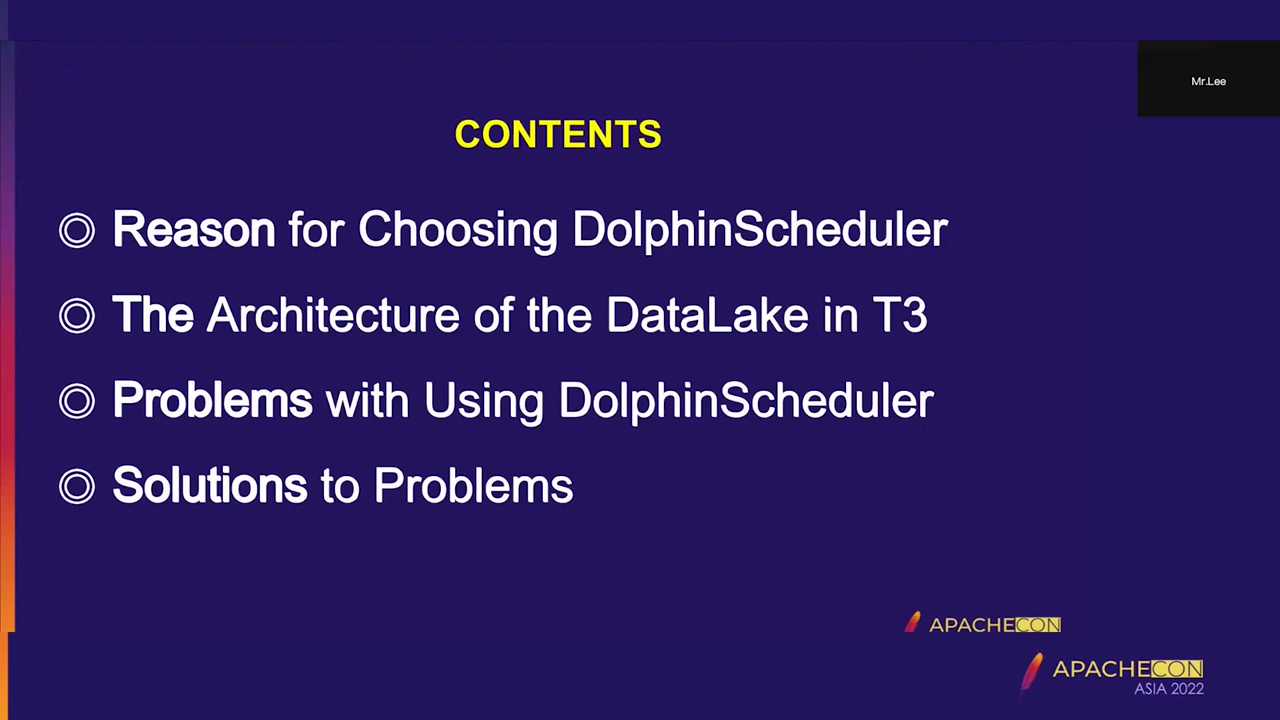 Mr.Lee
CONTENTS
◎ Reason for Choosing DolphinScheduler
◎ The Architecture of the DataLake in T3
◎ Problems with Using DolphinScheduler
◎ Solutions to Problems
APACHECON
APACHECON
ASIA 2022